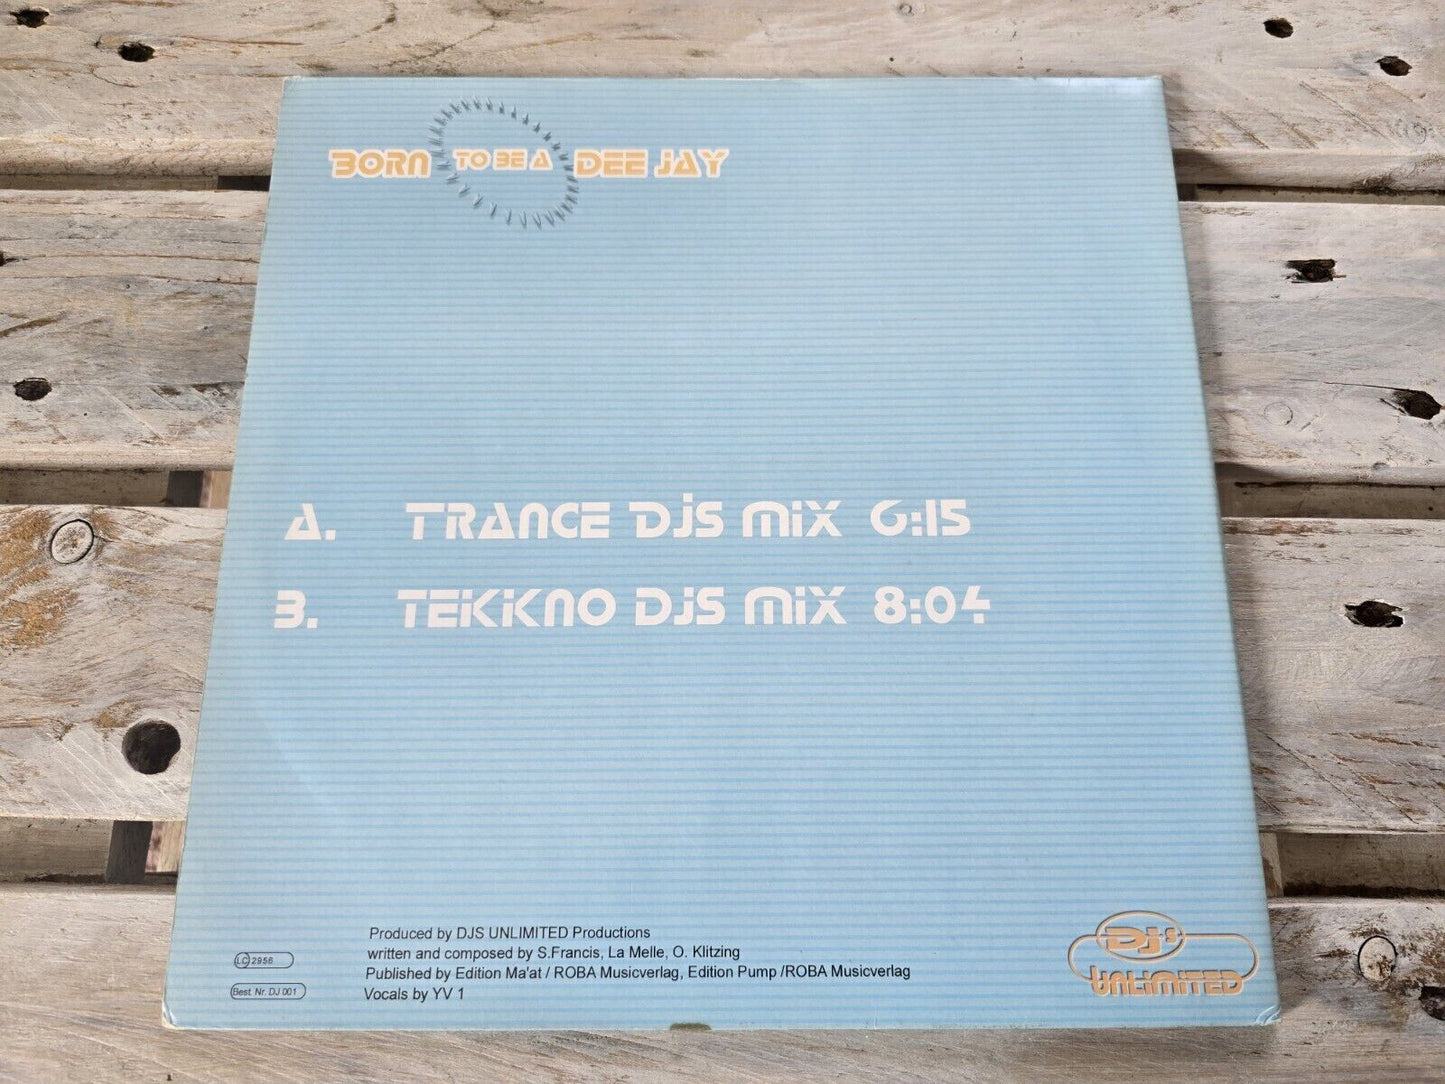 BORN TO BE A DEE JAY
A. TRANCE DJS MIX 6:15
B. TEKKNO DJS MIX 8:04
Produced by DJS UNLIMITED Productions
written and composed by S.Francis, La Melle, O. Klitzing
Published by Edition Ma'at / ROBA Musicverlag, Edition Pump /ROBA Musicverlag
Vocals by YV 1
LC 2956
Best. Nr. DJ 001
DJ's
UNLIMITED